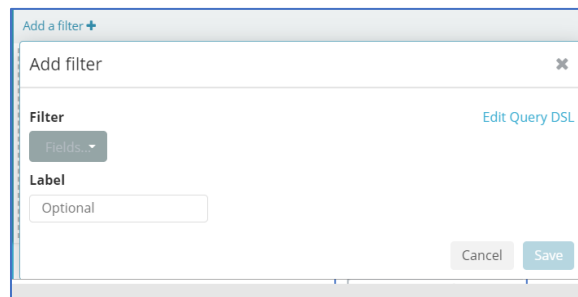 Add a filter +
Add filter
Filter
Edit Query DSL
Fields...
Label
Optional
Cancel
Save